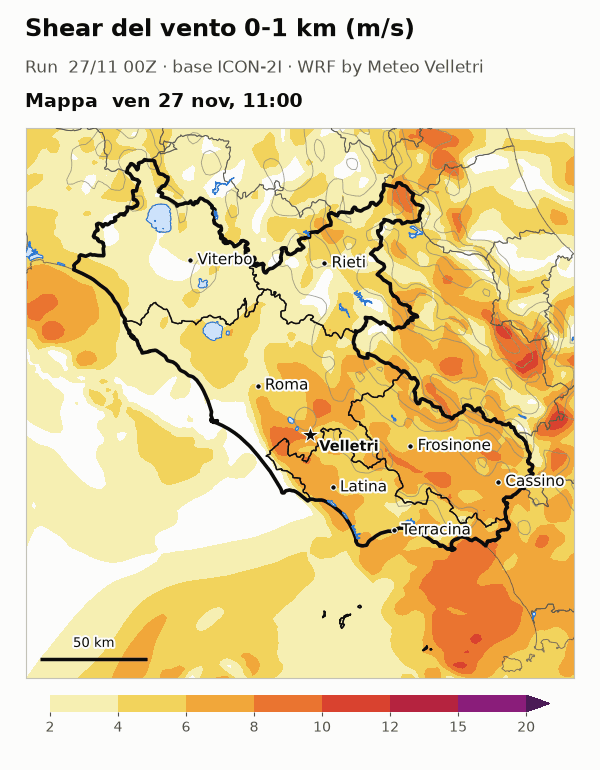 Shear del vento 0-1 km (m/s)
Run  27/11 00Z · base ICON-2I · WRF by Meteo Velletri
Mappa  ven 27 nov, 11:00
Viterbo
Rieti
Roma
Velletri
Frosinone
Latina
Cassino
Terracina
50 km
2 4 6 8 10 12 15 20